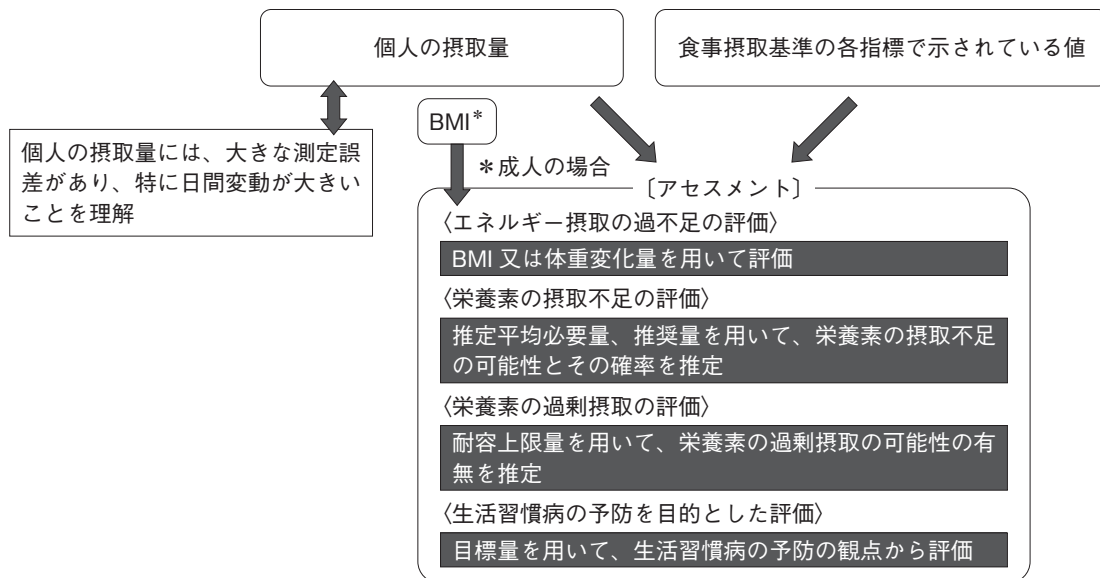 個人の摂取量
食事摂取基準の各指標で示されている値
BMI*
個人の摂取量には、大きな測定誤
差があり、特に日間変動が大きい
ことを理解
*成人の場合
〔アセスメント〕
〈エネルギー摂取の過不足の評価〉
BMI 又は体重変化量を用いて評価
〈栄養素の摂取不足の評価〉
推定平均必要量、推奨量を用いて、栄養素の摂取不足
の可能性とその確率を推定
〈栄養素の過剰摂取の評価〉
耐容上限量を用いて、栄養素の過剰摂取の可能性の有
無を推定
〈生活習慣病の予防を目的とした評価〉
目標量を用いて、生活習慣病の予防の観点から評価